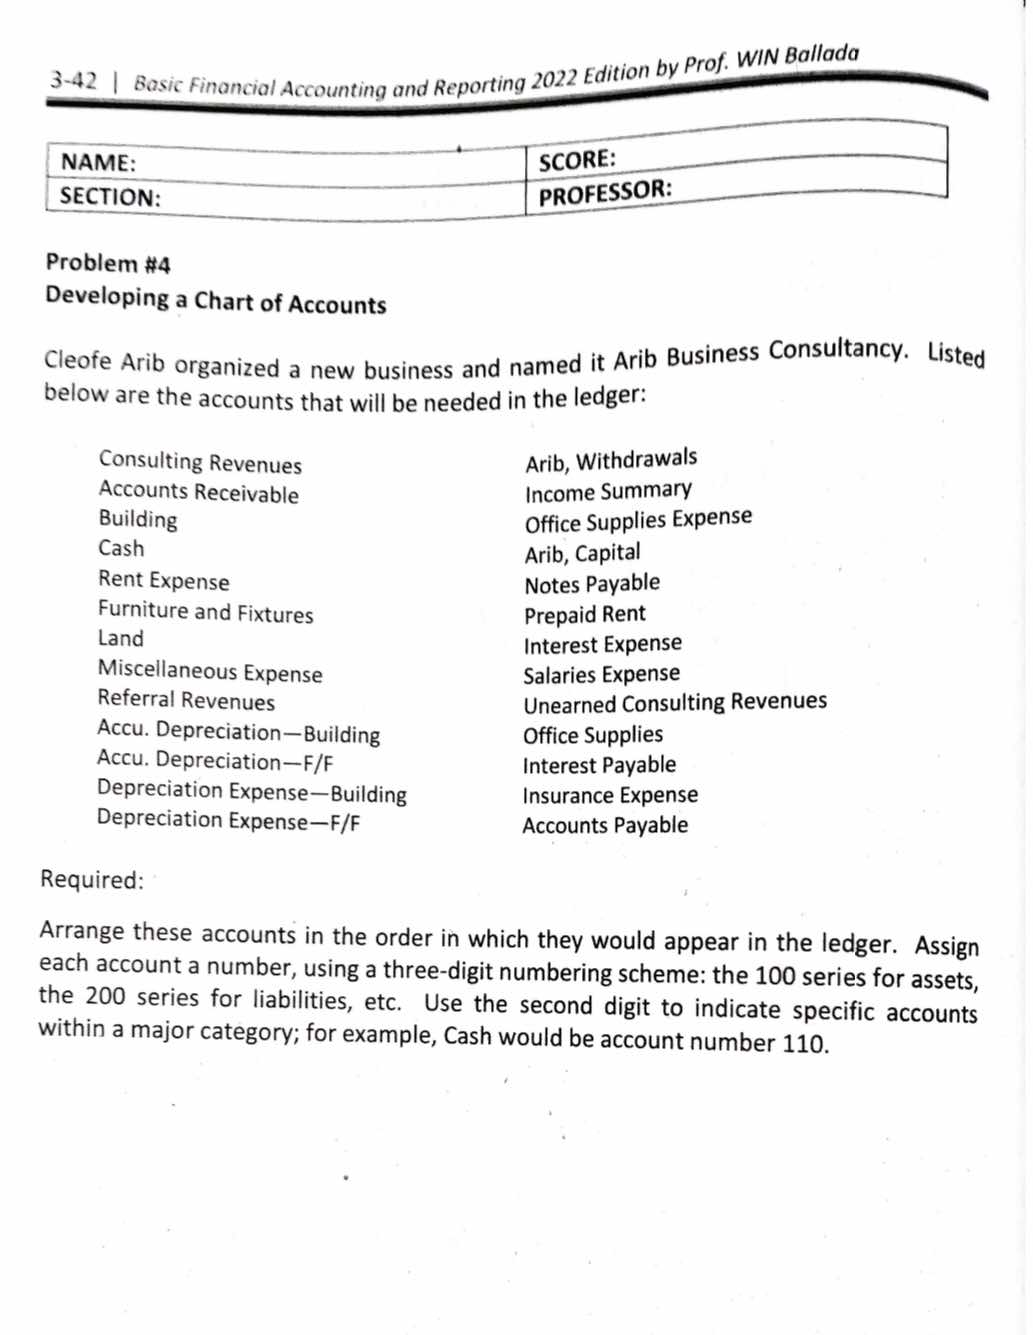 3-42 | Basic Financial Accounting and Reporting 2022 Edition by Prof. WIN Ballada
NAME:
SCORE:
SECTION:
PROFESSOR:
Problem #4
Developing a Chart of Accounts
Cleofe Arib organized a new business and named it Arib Business Consultancy. Listed
below are the accounts that will be needed in the ledger:
Consulting Revenues
Accounts Receivable
Building
Cash
Rent Expense
Furniture and Fixtures
Land
Miscellaneous Expense
Referral Revenues
Accu. Depreciation—Building
Accu. Depreciation—F/F
Depreciation Expense—Building
Depreciation Expense—F/F
Arib, Withdrawals
Income Summary
Office Supplies Expense
Arib, Capital
Notes Payable
Prepaid Rent
Interest Expense
Salaries Expense
Unearned Consulting Revenues
Office Supplies
Interest Payable
Insurance Expense
Accounts Payable
Required:
Arrange these accounts in the order in which they would appear in the ledger. Assign
each account a number, using a three-digit numbering scheme: the 100 series for assets,
the 200 series for liabilities, etc. Use the second digit to indicate specific accounts
within a major category; for example, Cash would be account number 110.